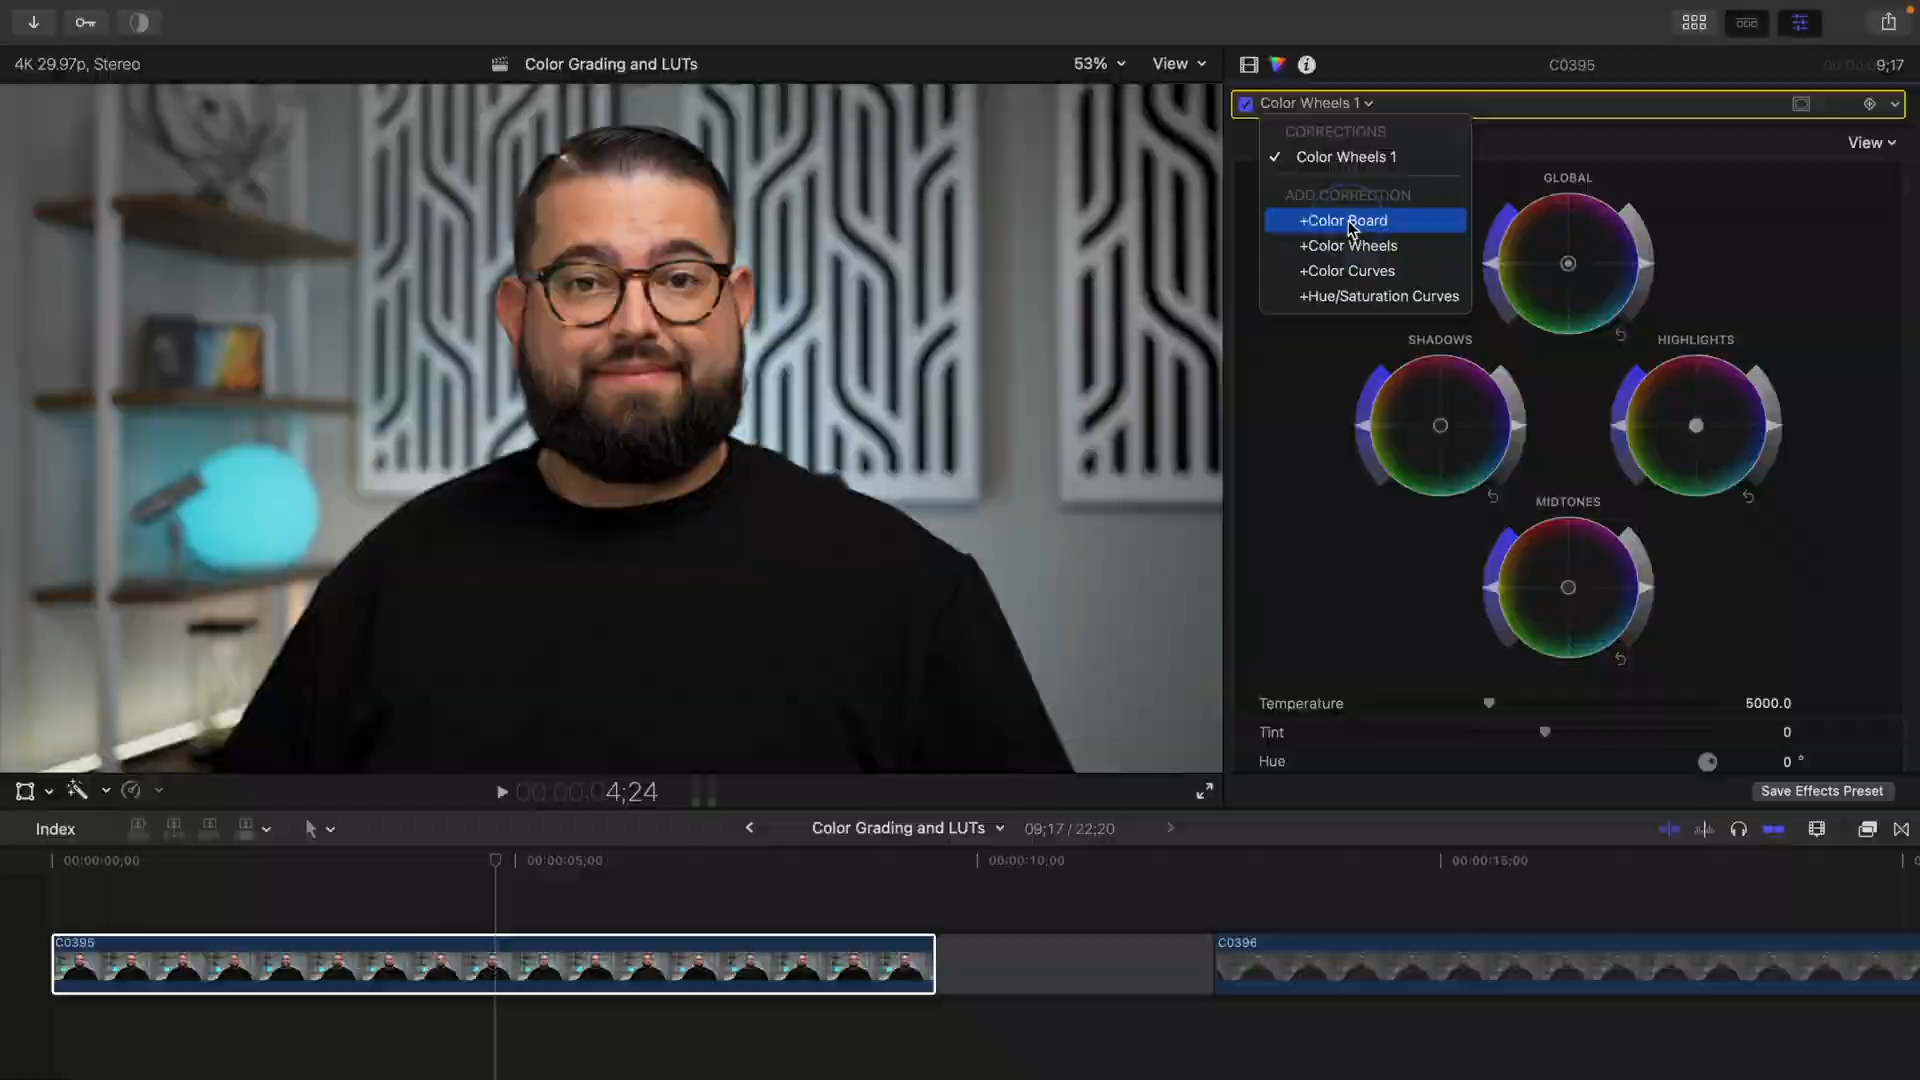 4K 29.97p, Stereo
Color Grading and LUTs
53%
View
C0395
9;17
Color Wheels 1
CORRECTIONS
✓ Color Wheels 1
ADD CORRECTION
+Color Board
+Color Wheels
+Color Curves
+Hue/Saturation Curves
View
GLOBAL
SHADOWS
HIGHLIGHTS
MIDTONES
Temperature
5000.0
Tint
0
Hue
0 °
00:00:04;24
Save Effects Preset
Index
Color Grading and LUTs
09;17 / 22;20
00:00:00;00
00:00:05;00
00:00:10;00
00:00:15;00
C0395
C0396